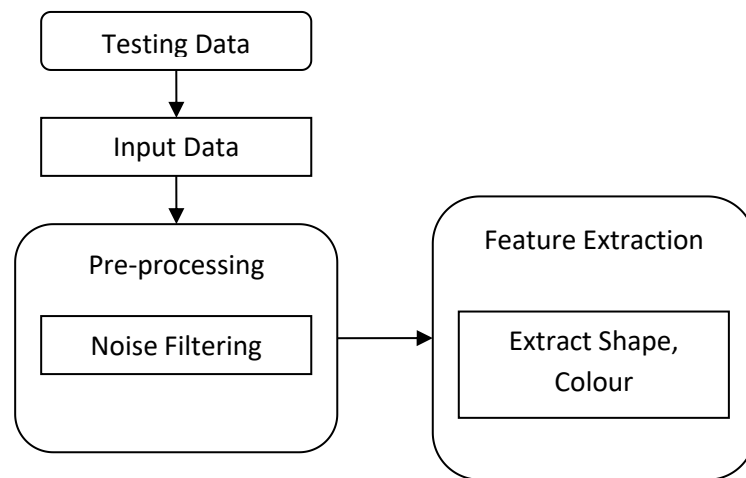 Testing Data
Input Data
Pre-processing
Noise Filtering
Feature Extraction
Extract Shape,
Colour